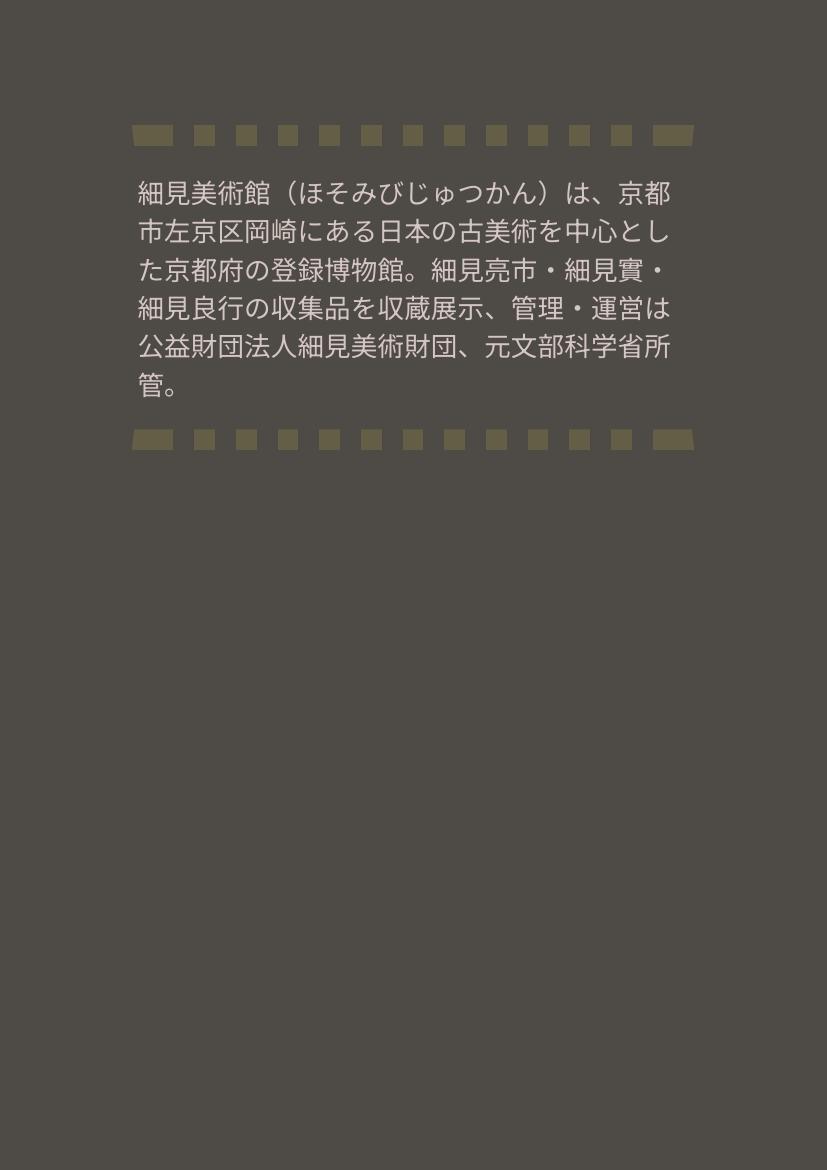 細見美術館（ほそみびじゅつかん）は、京都
市左京区岡崎にある日本の古美術を中心とし
た京都府の登録博物館。細見亮市・細見實・
細見良行の収集品を収蔵展示、管理・運営は
公益財団法人細見美術財団、元文部科学省所
管。